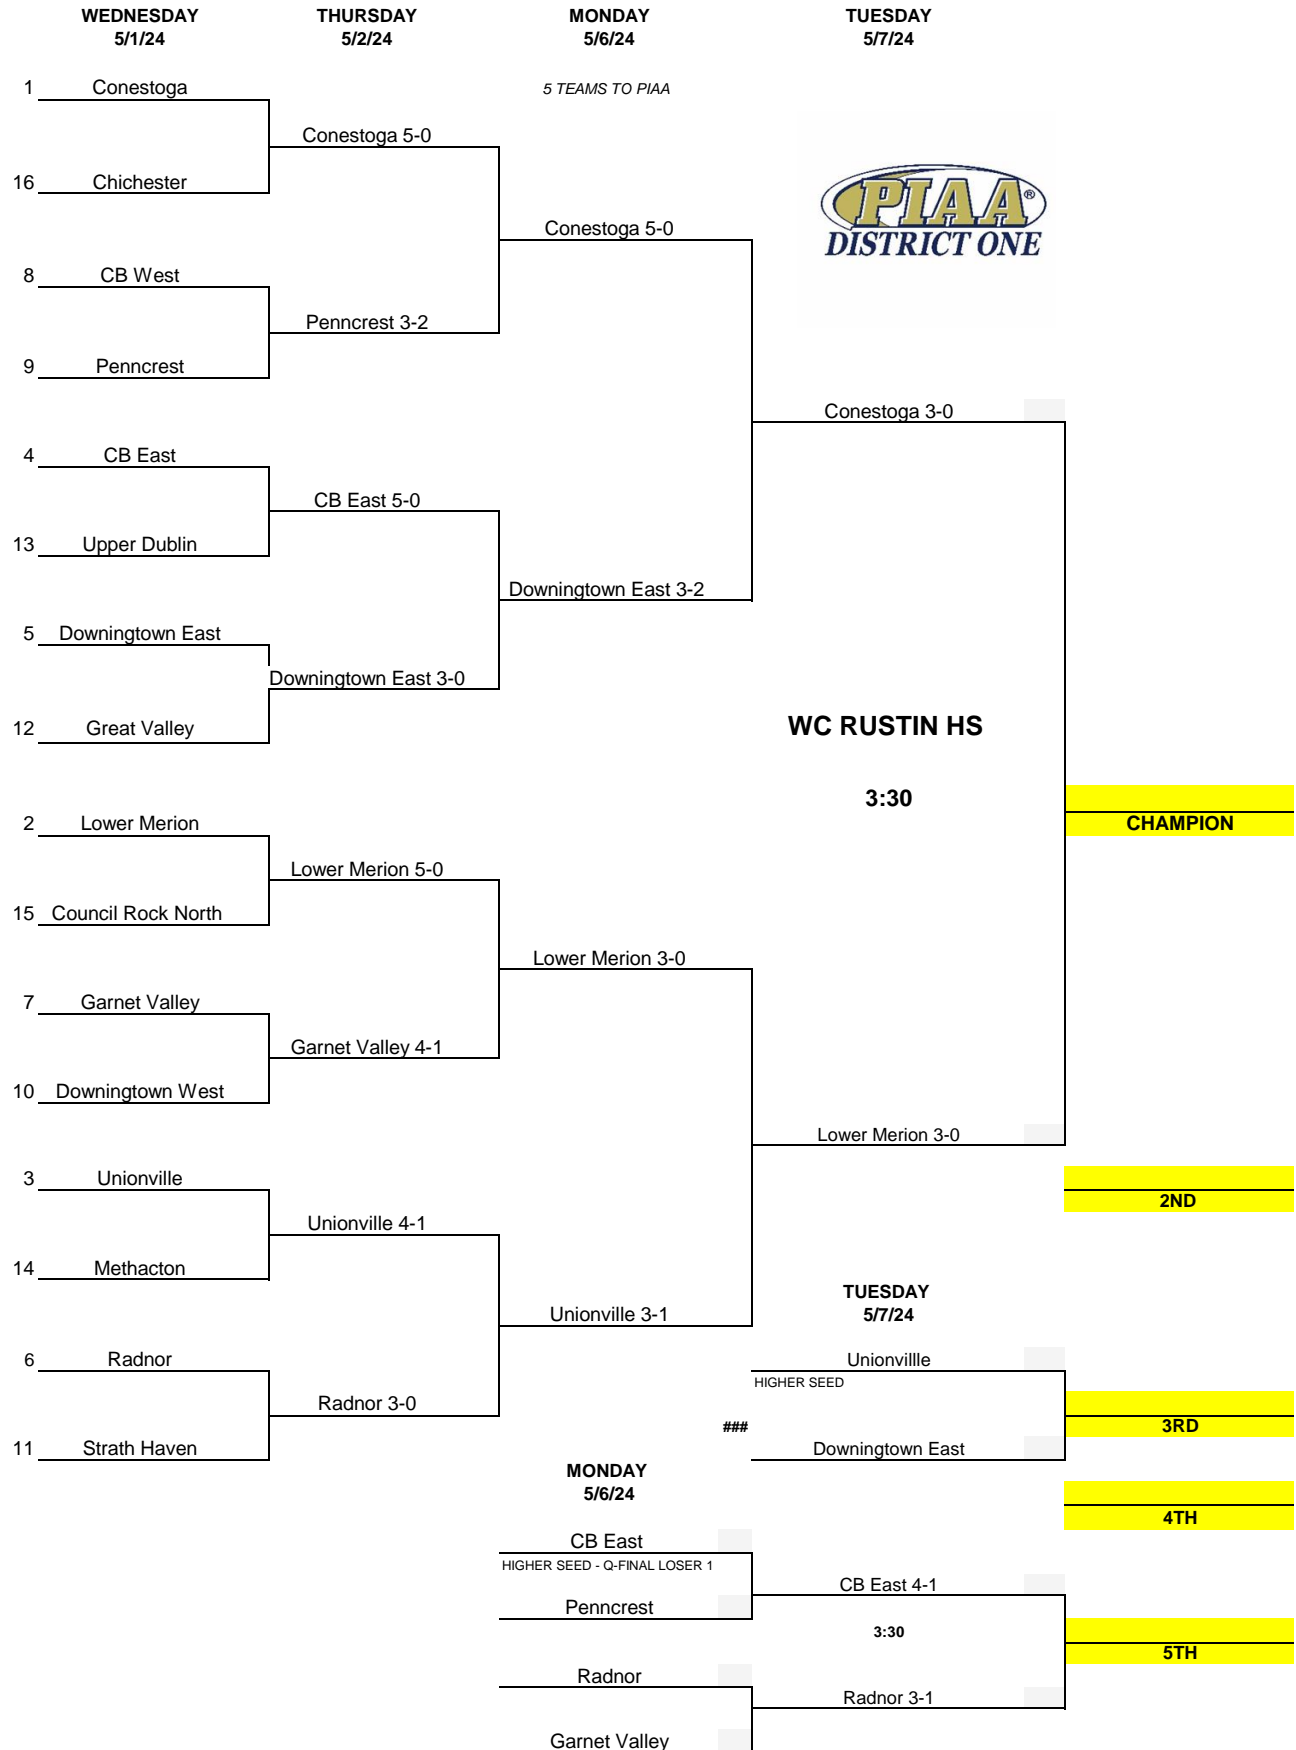 WEDNESDAY THURSDAY MONDAY TUESDAY
5/1/24 5/2/24 5/6/24 5/7/24
1 Conestoga 5 TEAMS TO PIAA
Conestoga 5-0
16 Chichester
PIAA®
DISTRICT ONE
Conestoga 5-0
8 CB West
Penncrest 3-2
9 Penncrest
Conestoga 3-0
4 CB East
CB East 5-0
13 Upper Dublin
Downingtown East 3-2
5 Downingtown East
Downingtown East 3-0
12 Great Valley
WC RUSTIN HS
3:30
2 Lower Merion
CHAMPION
Lower Merion 5-0
15 Council Rock North
Lower Merion 3-0
7 Garnet Valley
Garnet Valley 4-1
10 Downingtown West
Lower Merion 3-0
3 Unionville
2ND
Unionville 4-1
14 Methacton
TUESDAY
5/7/24
Unionville 3-1
6 Radnor
Unionvillle
HIGHER SEED
Radnor 3-0
###
3RD
11 Strath Haven
Downingtown East
MONDAY
5/6/24
4TH
CB East
HIGHER SEED - Q-FINAL LOSER 1
CB East 4-1
Penncrest
3:30
5TH
Radnor
Radnor 3-1
Garnet Valley